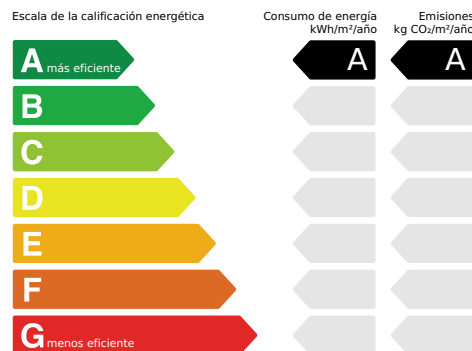 Escala de la calificación energética
Consumo de energía
kWh/m²/año
Emisiones
kg CO₂/m²/año
A más eficiente
A
A
B
C
D
E
F
G menos eficiente